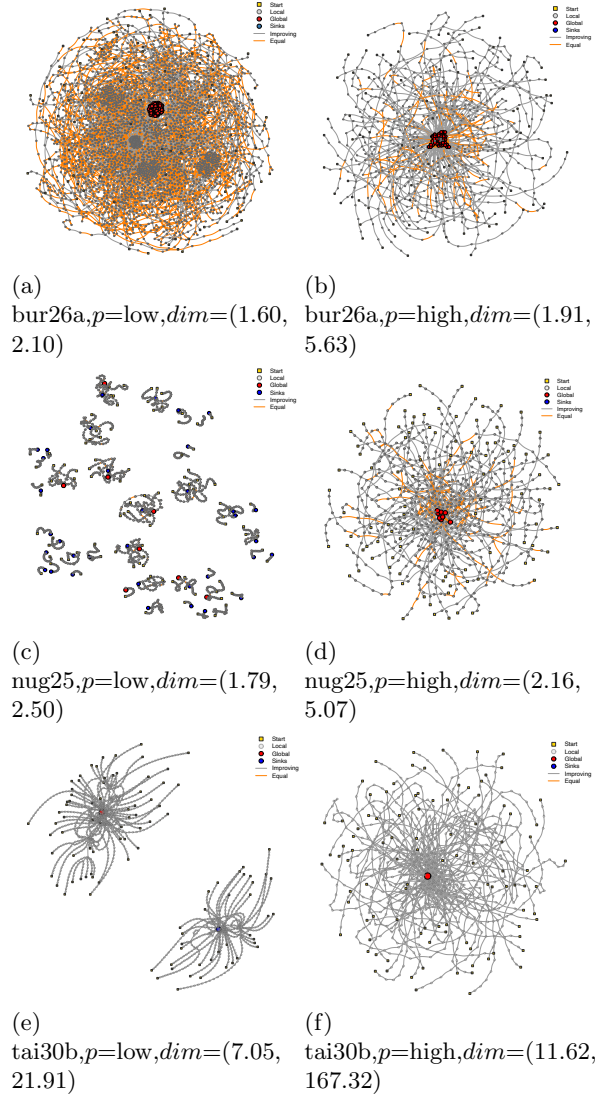 Start
Local
Global
Sinks
Improving
Equal
Start
Local
Global
Sinks
Improving
Equal
(a)
bur26a,p=low,dim=(1.60,
2.10)
(b)
bur26a,p=high,dim=(1.91,
5.63)
Start
Local
Global
Sinks
Improving
Equal
Start
Local
Global
Sinks
Improving
Equal
(c)
nug25,p=low,dim=(1.79,
2.50)
(d)
nug25,p=high,dim=(2.16,
5.07)
Start
Local
Global
Sinks
Improving
Equal
Start
Local
Global
Sinks
Improving
Equal
(e)
tai30b,p=low,dim=(7.05,
21.91)
(f)
tai30b,p=high,dim=(11.62,
167.32)